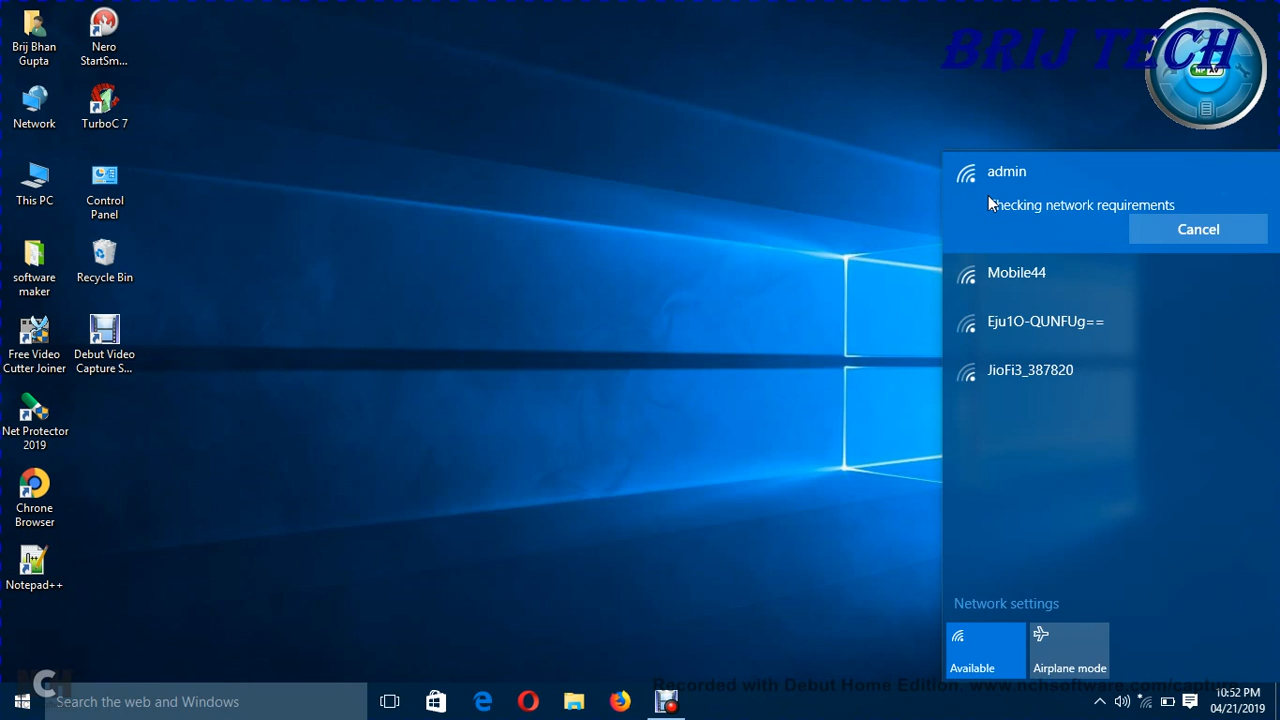 Brij Bhan
Gupta
Nero
StartSm...
BRIJ TECH
Network
TurboC 7
This PC
Control
Panel
software
maker
Recycle Bin
Free Video
Cutter Joiner
Debut Video
Capture S...
Net Protector
2019
Chrone
Browser
Notepad++
admin
hecking network requirements
Cancel
Mobile44
Eju1O-QUNFUg==
JioFi3_387820
Network settings
Available
Airplane mode
Recorded with Debut Home Edition. www.nchsoftware.com/capture
Search the web and Windows
10:52 PM
04/21/2019